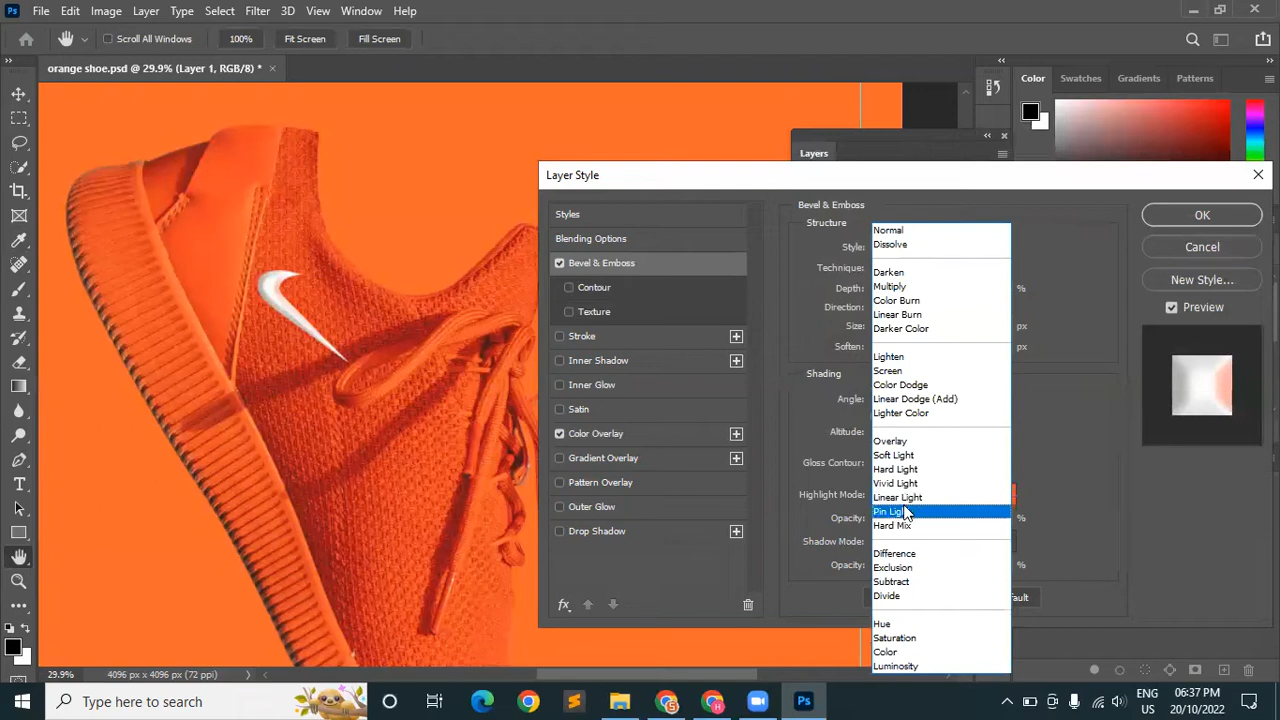 Ps File Edit Image Layer Type Select Filter 3D View Window Help
Scroll All Windows 100% Fit Screen Fill Screen
orange shoe.psd @ 29.9% (Layer 1, RGB/8) * ×
Color Swatches Gradients Patterns
Layers
Layer Style
Styles
Blending Options
Bevel & Emboss
Contour
Texture
Stroke
Inner Shadow
Inner Glow
Satin
Color Overlay
Gradient Overlay
Pattern Overlay
Outer Glow
Drop Shadow
fx
Bevel & Emboss
Structure
Style:
Technique:
Depth: %
Direction:
Size: px
Soften: px
Shading
Angle:
Altitude:
Gloss Contour:
Highlight Mode:
Opacity: %
Shadow Mode:
Opacity: %
Normal
Dissolve
Darken
Multiply
Color Burn
Linear Burn
Darker Color
Lighten
Screen
Color Dodge
Linear Dodge (Add)
Lighter Color
Overlay
Soft Light
Hard Light
Vivid Light
Linear Light
Pin Light
Hard Mix
Difference
Exclusion
Subtract
Divide
Hue
Saturation
Color
Luminosity
OK
Cancel
New Style...
Preview
29.9% 4096 px x 4096 px (72 ppi)
Type here to search
Ps
ENG 06:37 PM
US 20/10/2022